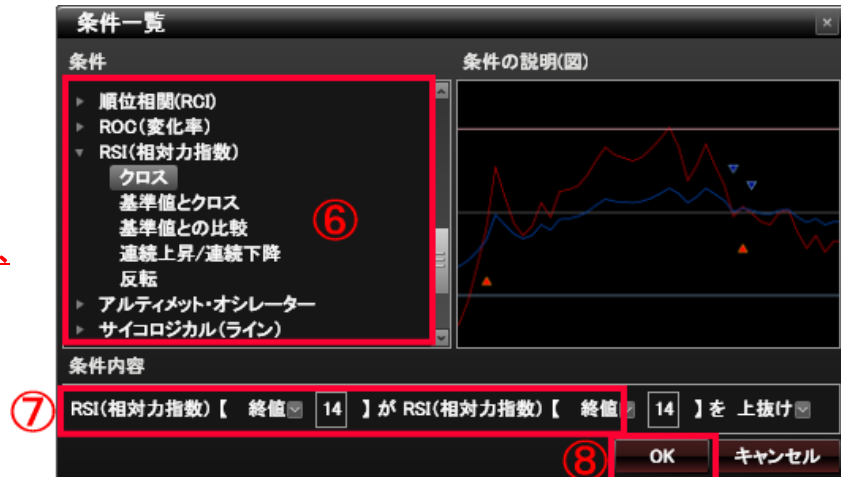 条件一覧
条件
条件の説明(図)
順位相関(RCI)
ROC(変化率)
RSI(相対力指数)
クロス
基準値とクロス
基準値との比較
連続上昇/連続下降
反転
アルティメット・オシレーター
サイコロジカル(ライン)
⑥
、
条件内容
⑦
RSI(相対力指数)【 終値 14 】が RSI(相対力指数)【 終値 14 】を 上抜け
⑧
OK
キャンセル